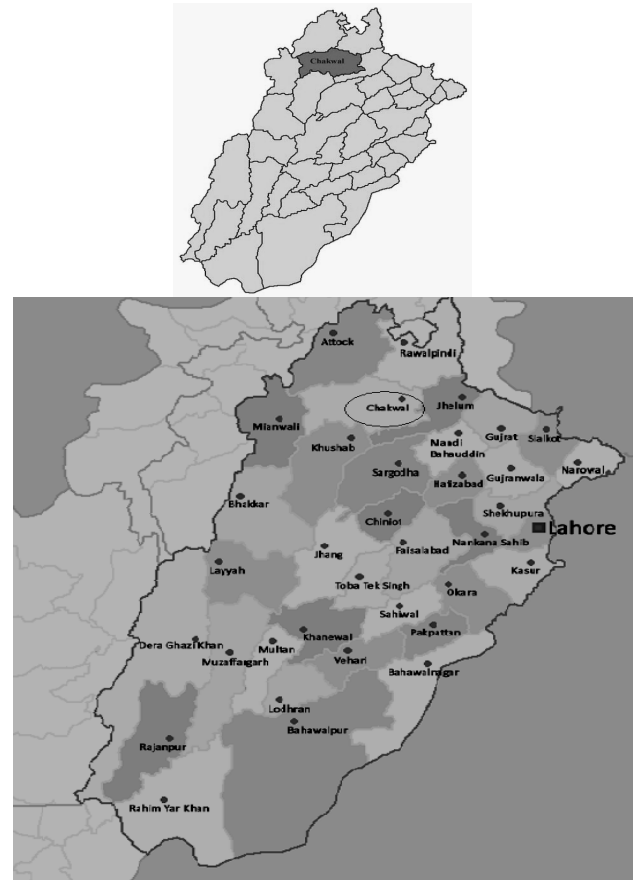 Chakwal
Attock
Rawalpindi
Chakwal
Jhelum
Mianwali
Khushab
Mandi
Bahauddin
Gujrat
Sialkot
Sargodha
Hafizabad
Gujranwala
Narowal
Bhakkar
Chiniot
Shekhupura
Lahore
Jhang
Faisalabad
Nankana Sahib
Layyah
Toba Tek Singh
Kasur
Okara
Sahiwal
Dera Ghazi Khan
Muzaffargarh
Multan
Khanewal
Pakpattan
Vehari
Bahawalnagar
Lodhran
Bahawalpur
Rajanpur
Rahim Yar Khan